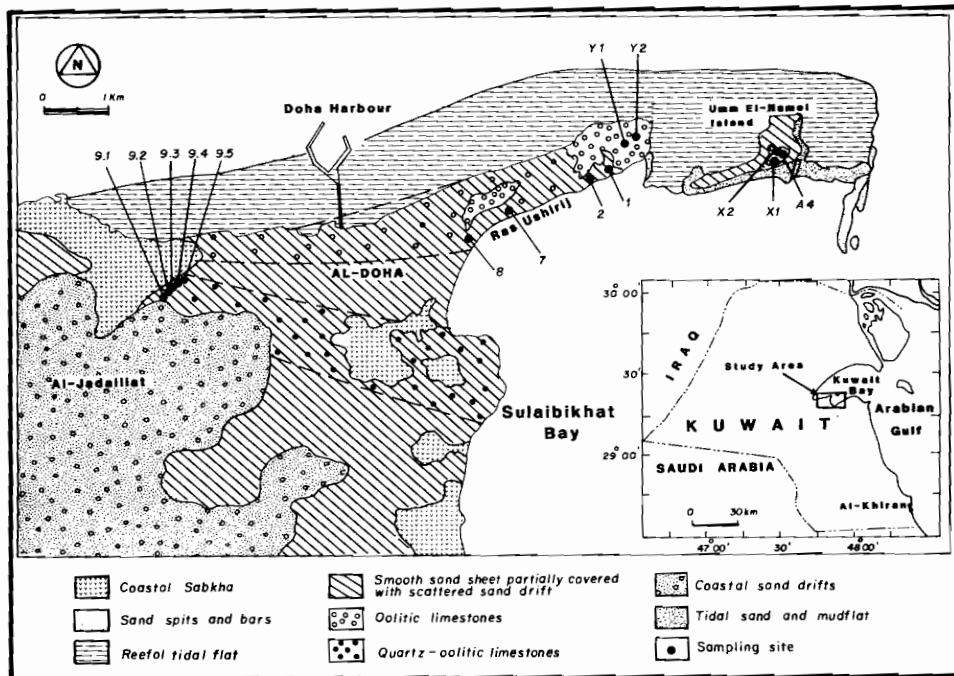 N
0 1 Km
Doha Harbour
Y1 Y2
Umm El-Namel
Island
9.1 9.2 9.3 9.4 9.5
X2 X1 A4
2 1
Ras Ushirij
8 7
AL-DOHA
Al-Jadailiat
Sulaibikhat
Bay
30° 00'
IRAQ
Study Area
30
Kuwait
Bay
Arabian
Gulf
KUWAIT
29° 00'
SAUDI ARABIA
Al-Khiran
0 30km
47° 00' 30 48° 00'
Coastal Sabkha
Sand spits and bars
Reefal tidal flat
Smooth sand sheet partially covered
with scattered sand drift
Oolitic limestones
Quartz-oolitic limestones
Coastal sand drifts
Tidal sand and mudflat
Sampling site